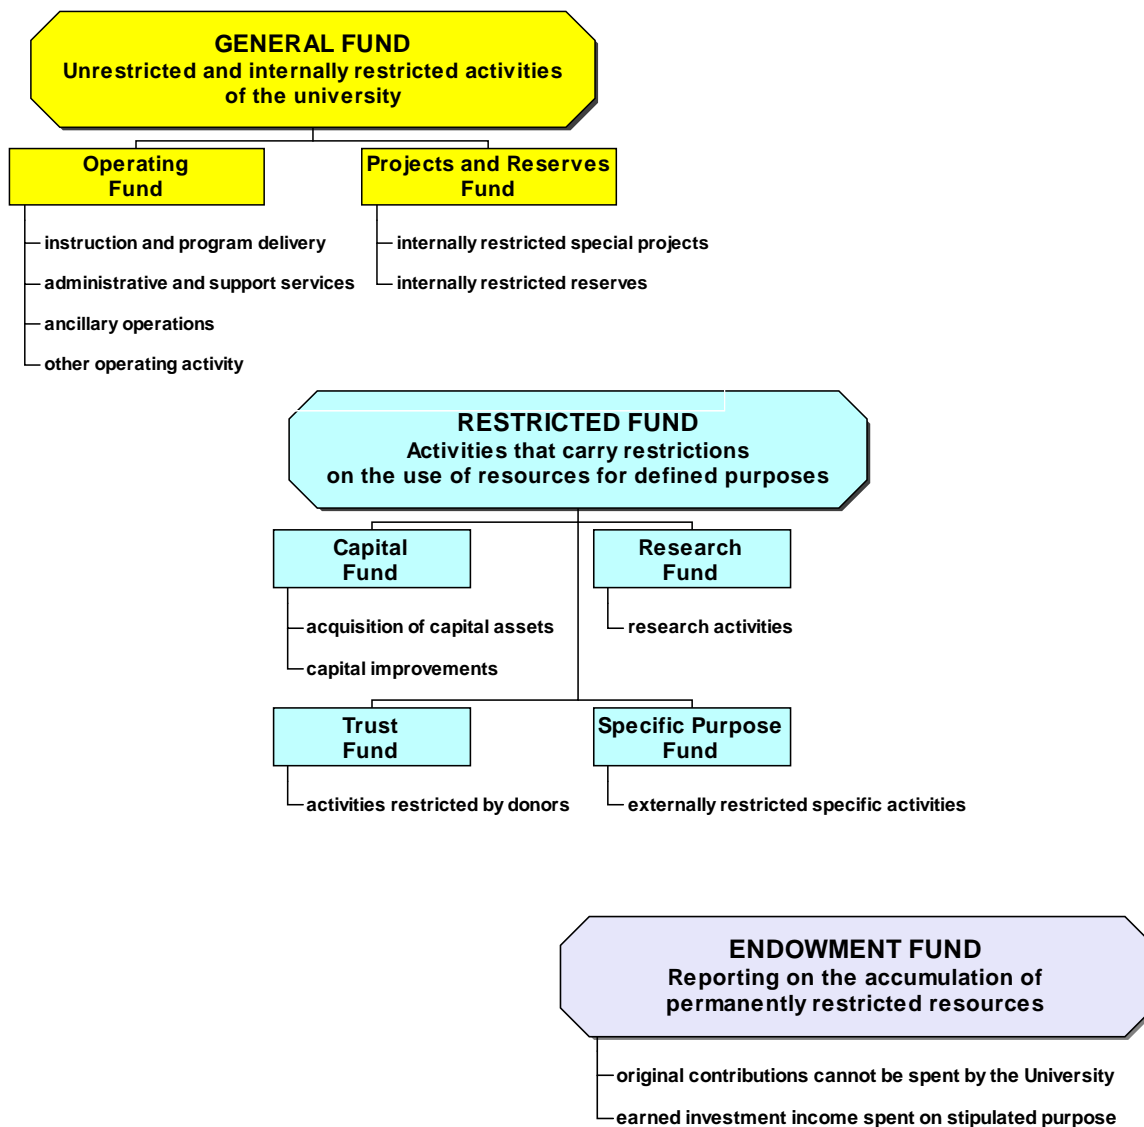 GENERAL FUND
Unrestricted and internally restricted activities
of the university
Operating
Fund
Projects and Reserves
Fund
instruction and program delivery
administrative and support services
ancillary operations
other operating activity
internally restricted special projects
internally restricted reserves
RESTRICTED FUND
Activities that carry restrictions
on the use of resources for defined purposes
Capital
Fund
acquisition of capital assets
capital improvements
Research
Fund
research activities
Trust
Fund
activities restricted by donors
Specific Purpose
Fund
externally restricted specific activities
ENDOWMENT FUND
Reporting on the accumulation of
permanently restricted resources
original contributions cannot be spent by the University
earned investment income spent on stipulated purpose